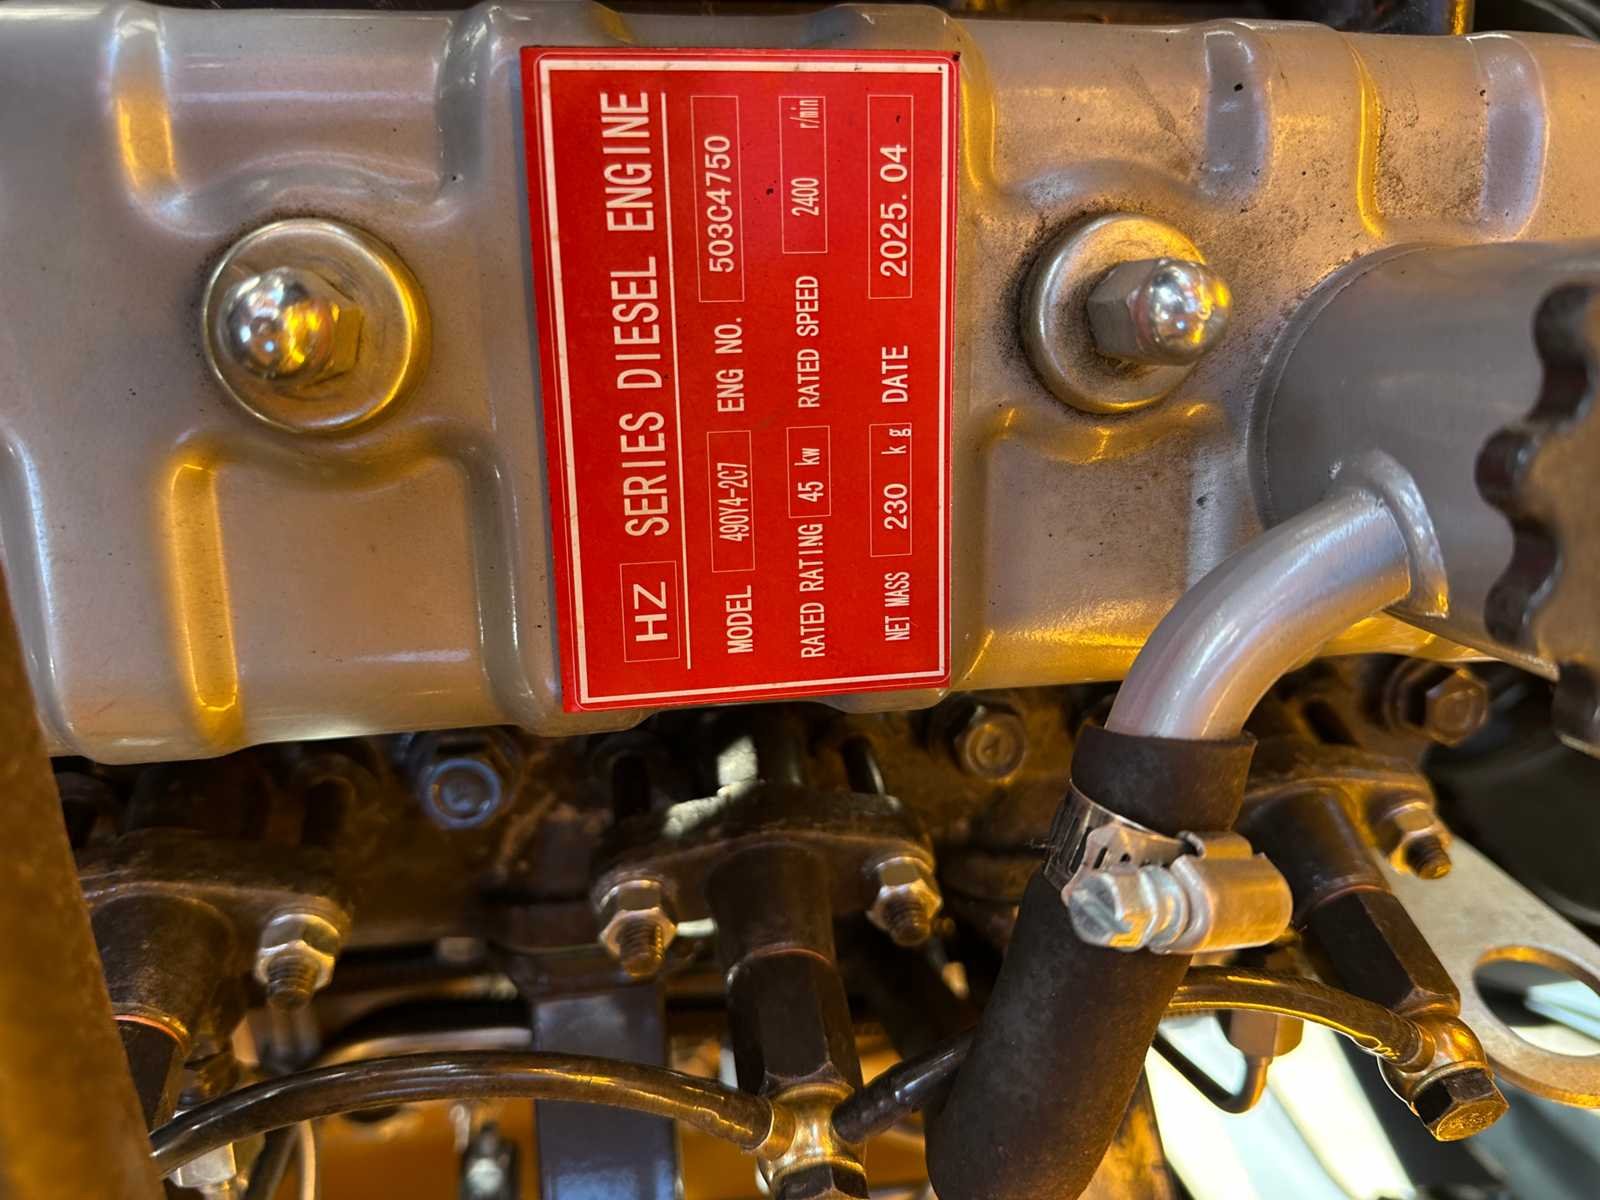 HZ SERIES DIESEL ENGINE
MODEL 490Y4-2C7 ENG NO. 503C4750
RATED RATING 45 kw RATED SPEED 2400 r/min
NET MASS 230 kg DATE 2025.04